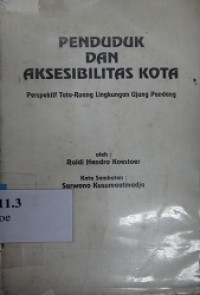 PENDUDUK
DAN
AKSESIBILITAS KOTA
Perspektif Tata-Ruang Lingkungan Ujung Pandang
oleh :
Raldi Hendro Koestoer
Kata Sambutan :
Sarwono Kusumaatmadja
11.3
oe